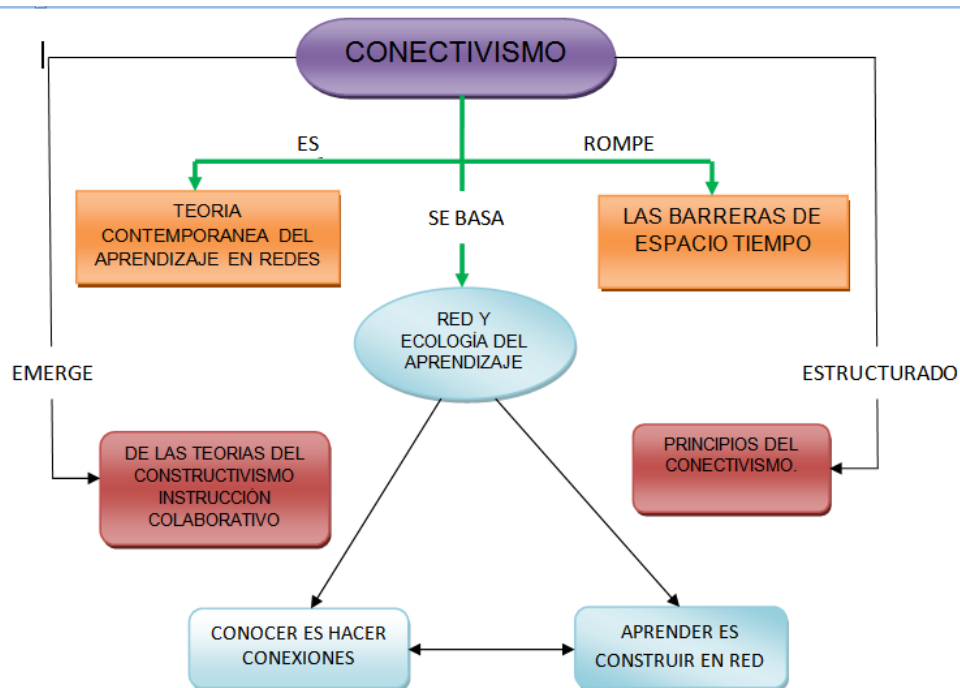 CONECTIVISMO
ES
ROMPE
TEORIA
CONTEMPORANEA DEL
APRENDIZAJE EN REDES
SE BASA
LAS BARRERAS DE
ESPACIO TIEMPO
RED Y
ECOLOGÍA DEL
APRENDIZAJE
EMERGE
ESTRUCTURADO
DE LAS TEORIAS DEL
CONSTRUCTIVISMO
INSTRUCCIÓN
COLABORATIVO
PRINCIPIOS DEL
CONECTIVISMO.
CONOCER ES HACER
CONEXIONES
APRENDER ES
CONSTRUIR EN RED